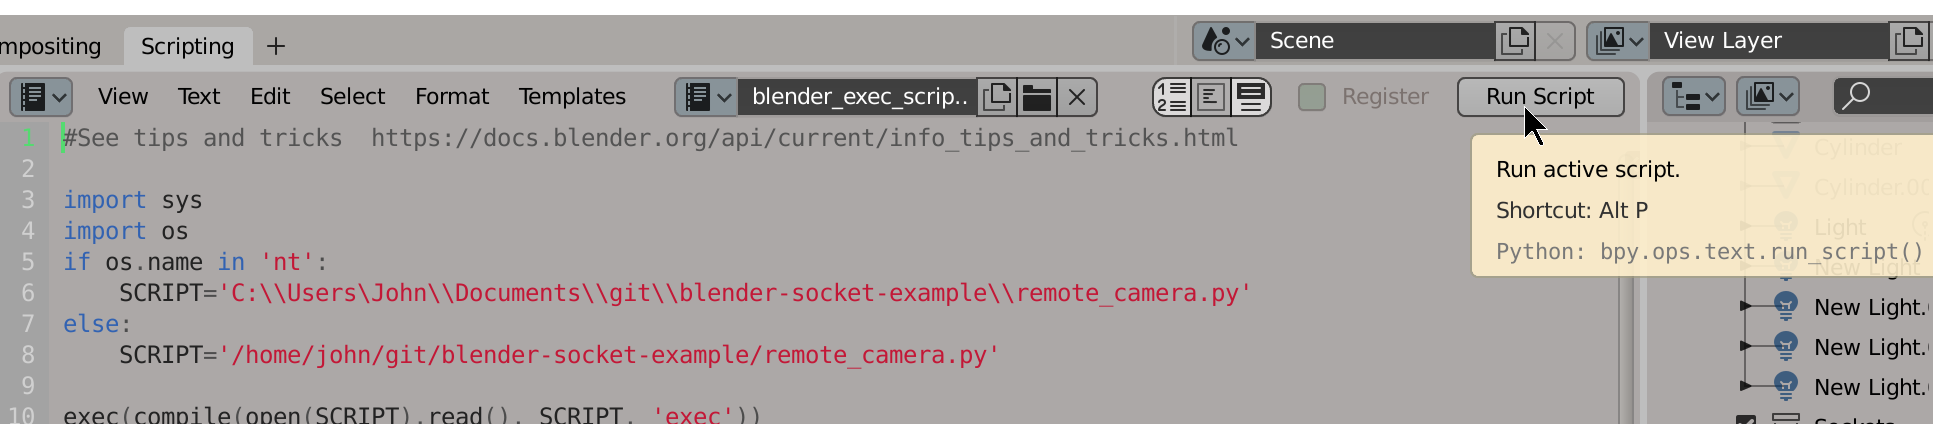 mpositing Scripting + Scene View Layer
View Text Edit Select Format Templates blender_exec_scrip.. Register Run Script
1 #See tips and tricks  https://docs.blender.org/api/current/info_tips_and_tricks.html
2
3 import sys
4 import os
5 if os.name in 'nt':
6     SCRIPT='C:\\Users\John\\Documents\\git\\blender-socket-example\\remote_camera.py'
7 else:
8     SCRIPT='/home/john/git/blender-socket-example/remote_camera.py'
9
10 exec(compile(open(SCRIPT).read(), SCRIPT, 'exec'))
Run active script.
Shortcut: Alt P
Python: bpy.ops.text.run_script()
Cylinder
Cylinder.00
Light
New Light
New Light.
New Light.
New Light.
Sockets